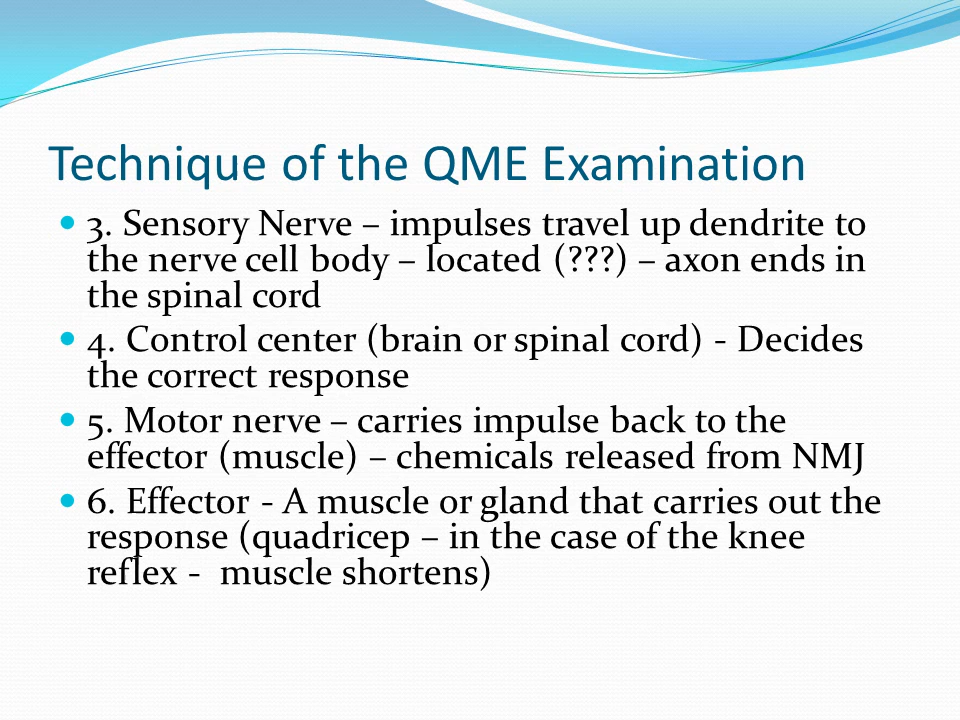 Technique of the QME Examination
• 3. Sensory Nerve – impulses travel up dendrite to
the nerve cell body – located (???) – axon ends in
the spinal cord
• 4. Control center (brain or spinal cord) - Decides
the correct response
• 5. Motor nerve – carries impulse back to the
effector (muscle) – chemicals released from NMJ
• 6. Effector - A muscle or gland that carries out the
response (quadricep – in the case of the knee
reflex - muscle shortens)